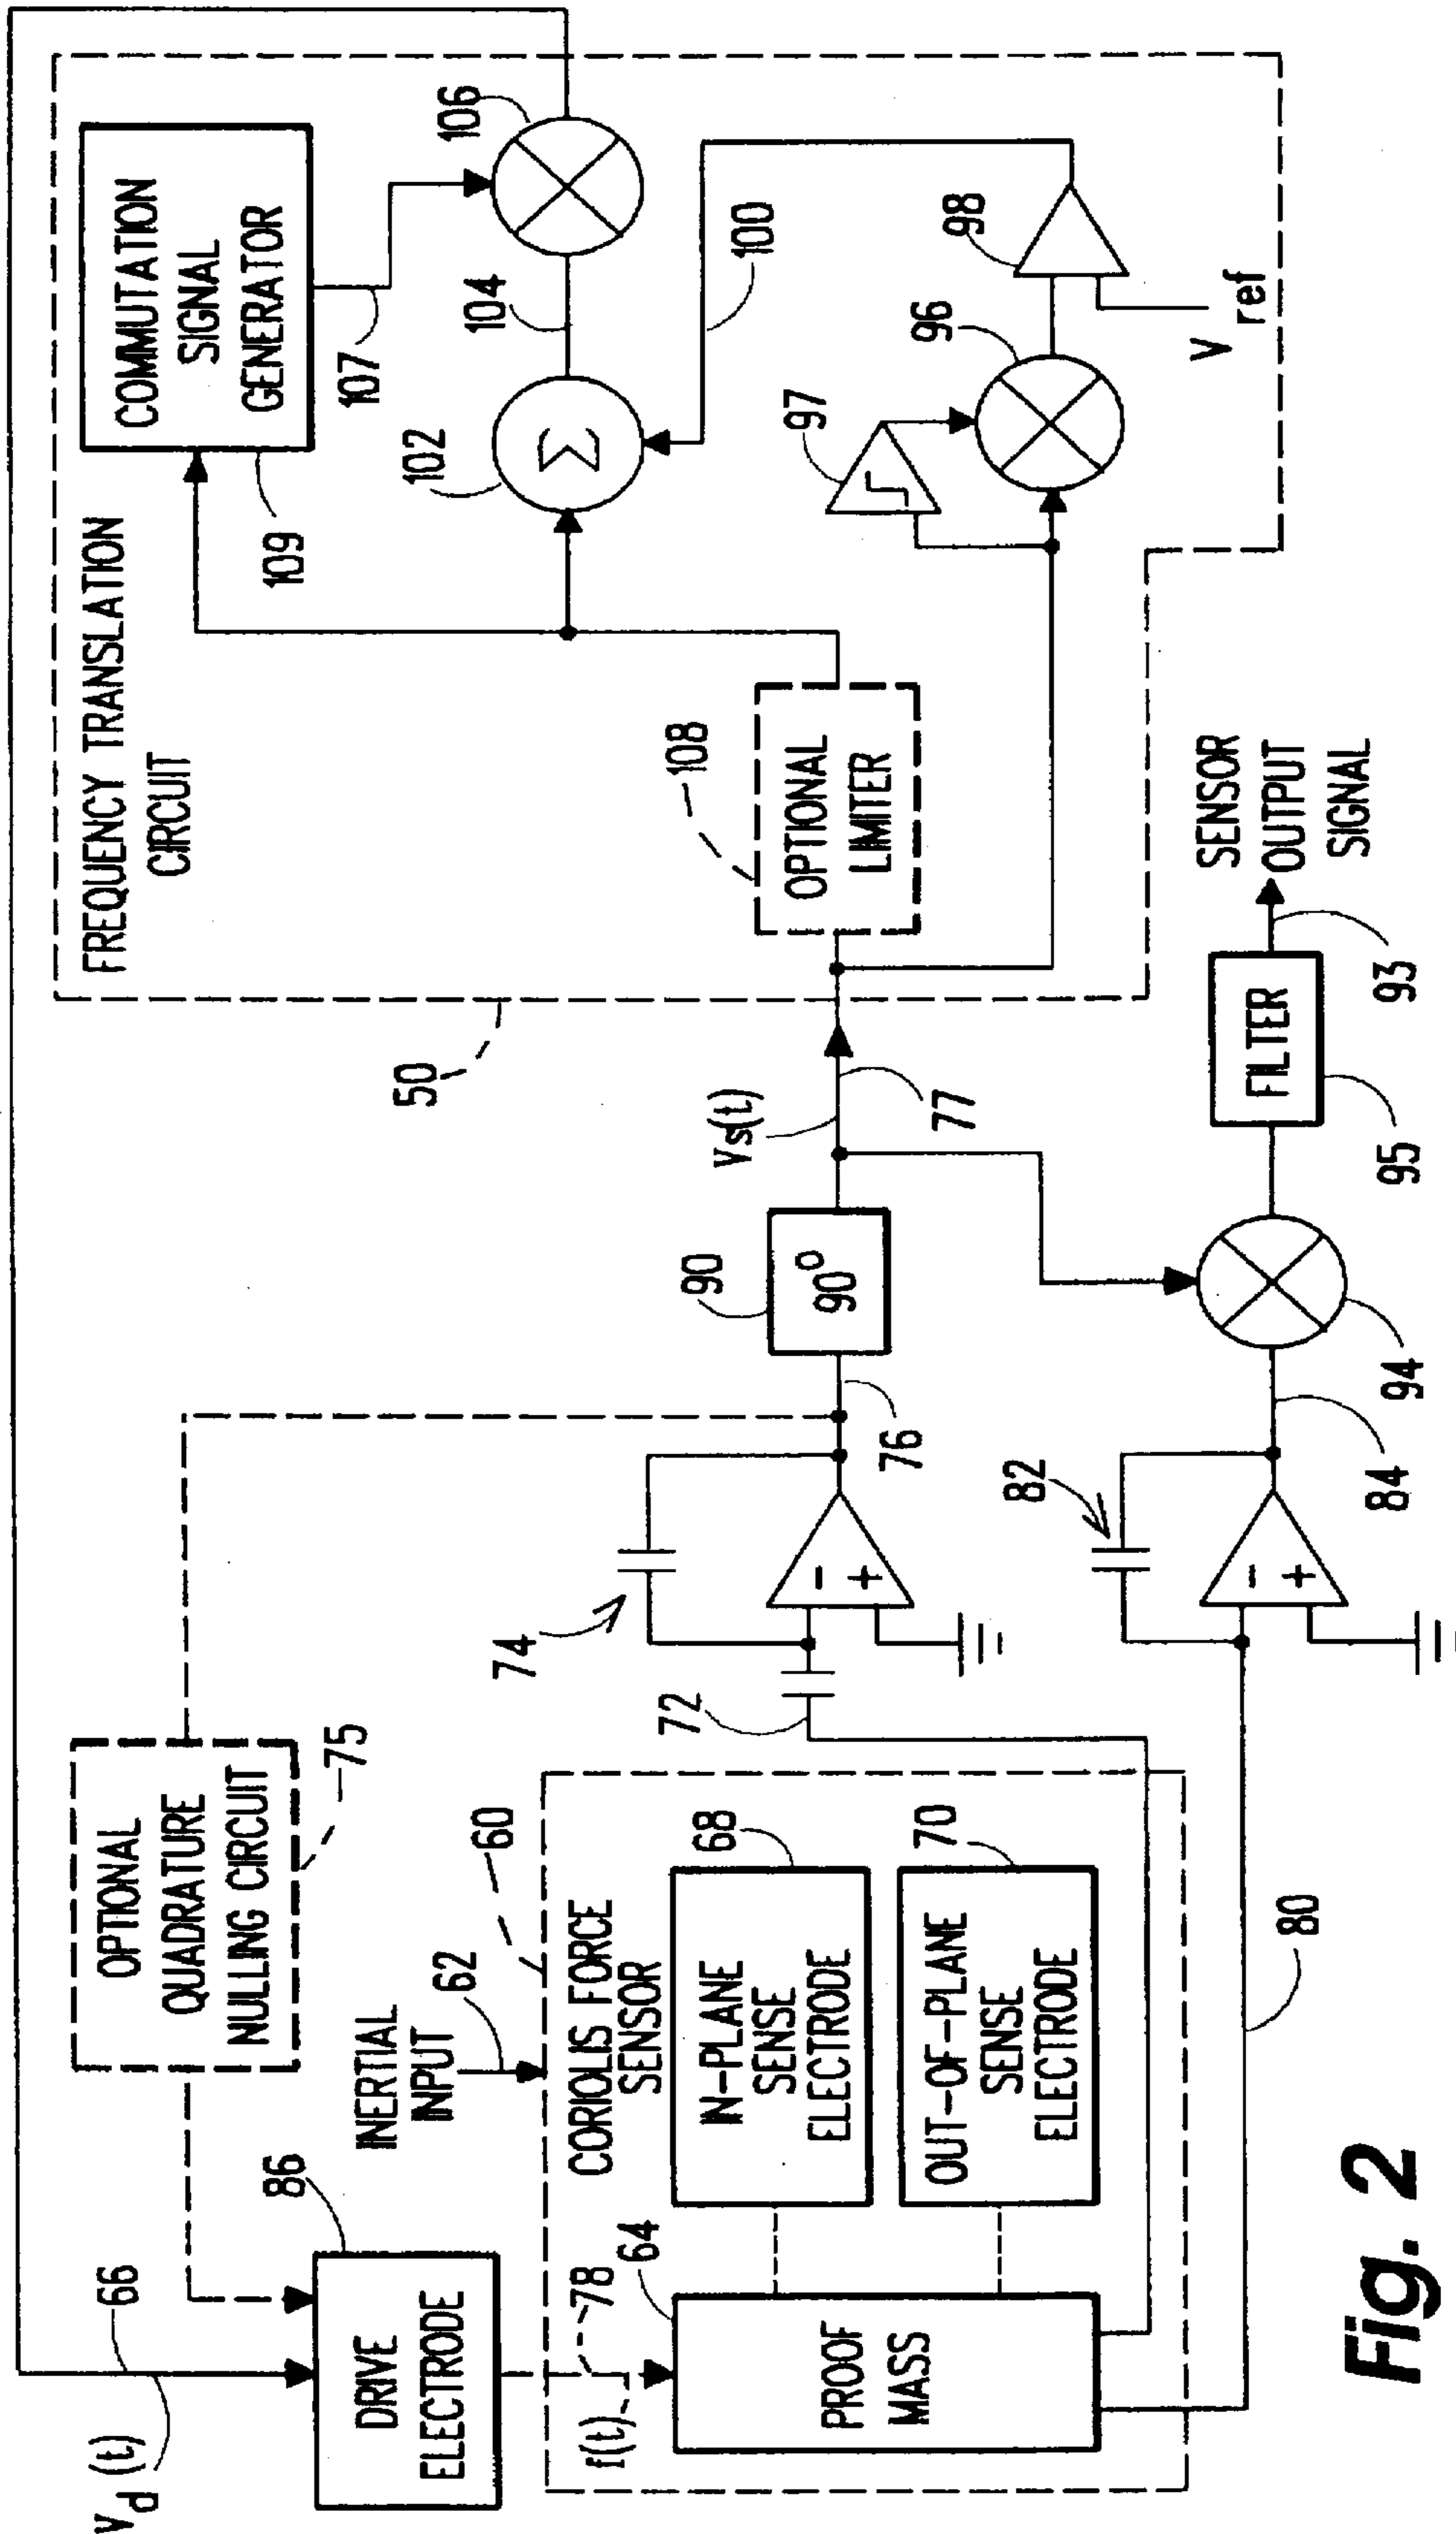 V_d (t)
66
DRIVE
ELECTRODE
86
OPTIONAL
QUADRATURE
NULLING CIRCUIT
75
INERTIAL
INPUT
62
60
CORIOLIS FORCE
SENSOR
f(t)
78
64
PROOF
MASS
IN-PLANE
SENSE
ELECTRODE
68
OUT-OF-PLANE
SENSE
ELECTRODE
70
72
74
-
+
76
80
82
-
+
84
90
90°
Vs(t)
77
94
95
FILTER
93
SENSOR
OUTPUT
SIGNAL
50
FREQUENCY TRANSLATION
CIRCUIT
108
OPTIONAL
LIMITER
109
COMMUTATION
SIGNAL
GENERATOR
107
102
Σ
104
106
100
97
96
98
V_ref
Fig. 2